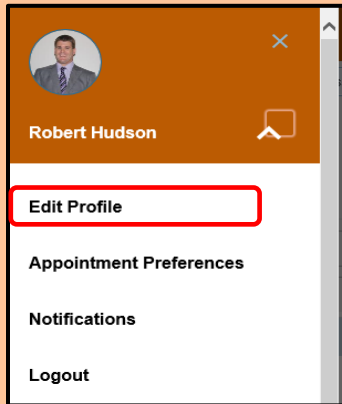 Robert Hudson
Edit Profile
Appointment Preferences
Notifications
Logout